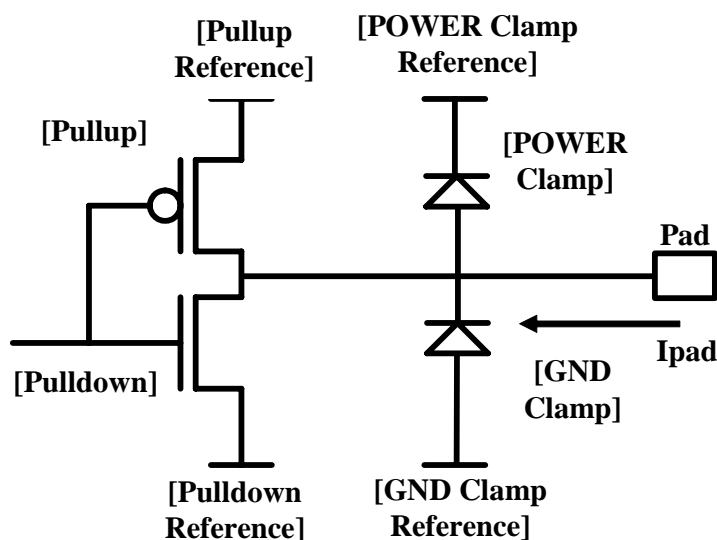 [Pullup
Reference]
[POWER Clamp
Reference]
[Pullup]
[POWER
Clamp]
Pad
[Pulldown]
Ipad
[GND
Clamp]
[Pulldown
Reference]
[GND Clamp
Reference]